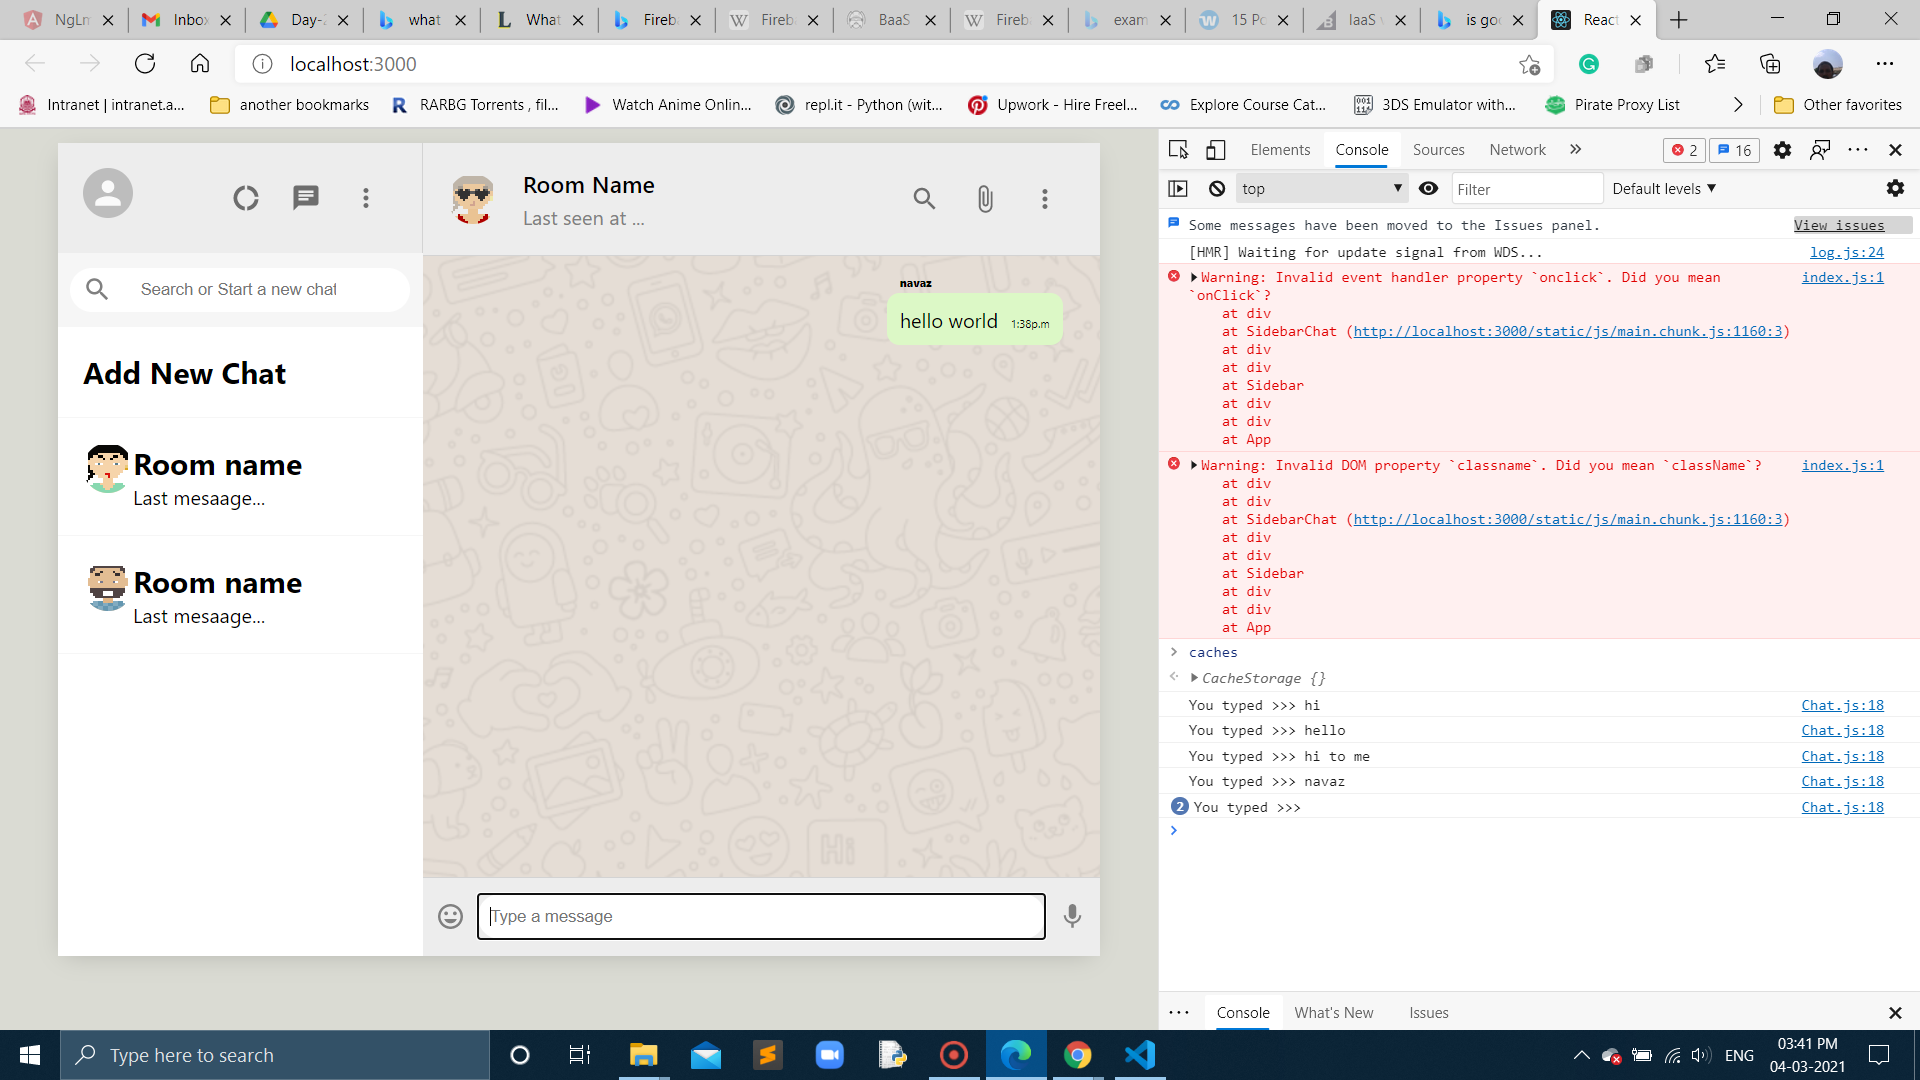 NgLm
Inbox
Day-2
what
What
Fireba
Fireb
BaaS
Fireb
exam
15 Po
IaaS v
is goo
React
localhost:3000
Intranet | intranet.a...
another bookmarks
RARBG Torrents , fil...
Watch Anime Online...
repl.it - Python (wit...
Upwork - Hire Freel...
Explore Course Cat...
3DS Emulator with...
Pirate Proxy List
Other favorites
Room Name
Last seen at ...
Search or Start a new chat
Add New Chat
Room name
Last mesaage...
Room name
Last mesaage...
navaz
hello world 1:38p.m
Hi
Type a message
Elements Console Sources Network 2 16
top Filter Default levels
Some messages have been moved to the Issues panel. View issues
[HMR] Waiting for update signal from WDS... log.js:24
Warning: Invalid event handler property `onclick`. Did you mean index.js:1
`onClick`?
at div
at SidebarChat (http://localhost:3000/static/js/main.chunk.js:1160:3)
at div
at div
at Sidebar
at div
at div
at App
Warning: Invalid DOM property `classname`. Did you mean `className`? index.js:1
at div
at div
at SidebarChat (http://localhost:3000/static/js/main.chunk.js:1160:3)
at div
at div
at Sidebar
at div
at div
at App
caches
CacheStorage {}
You typed >>> hi Chat.js:18
You typed >>> hello Chat.js:18
You typed >>> hi to me Chat.js:18
You typed >>> navaz Chat.js:18
2 You typed >>> Chat.js:18
Console What's New Issues
Type here to search
ENG
03:41 PM
04-03-2021